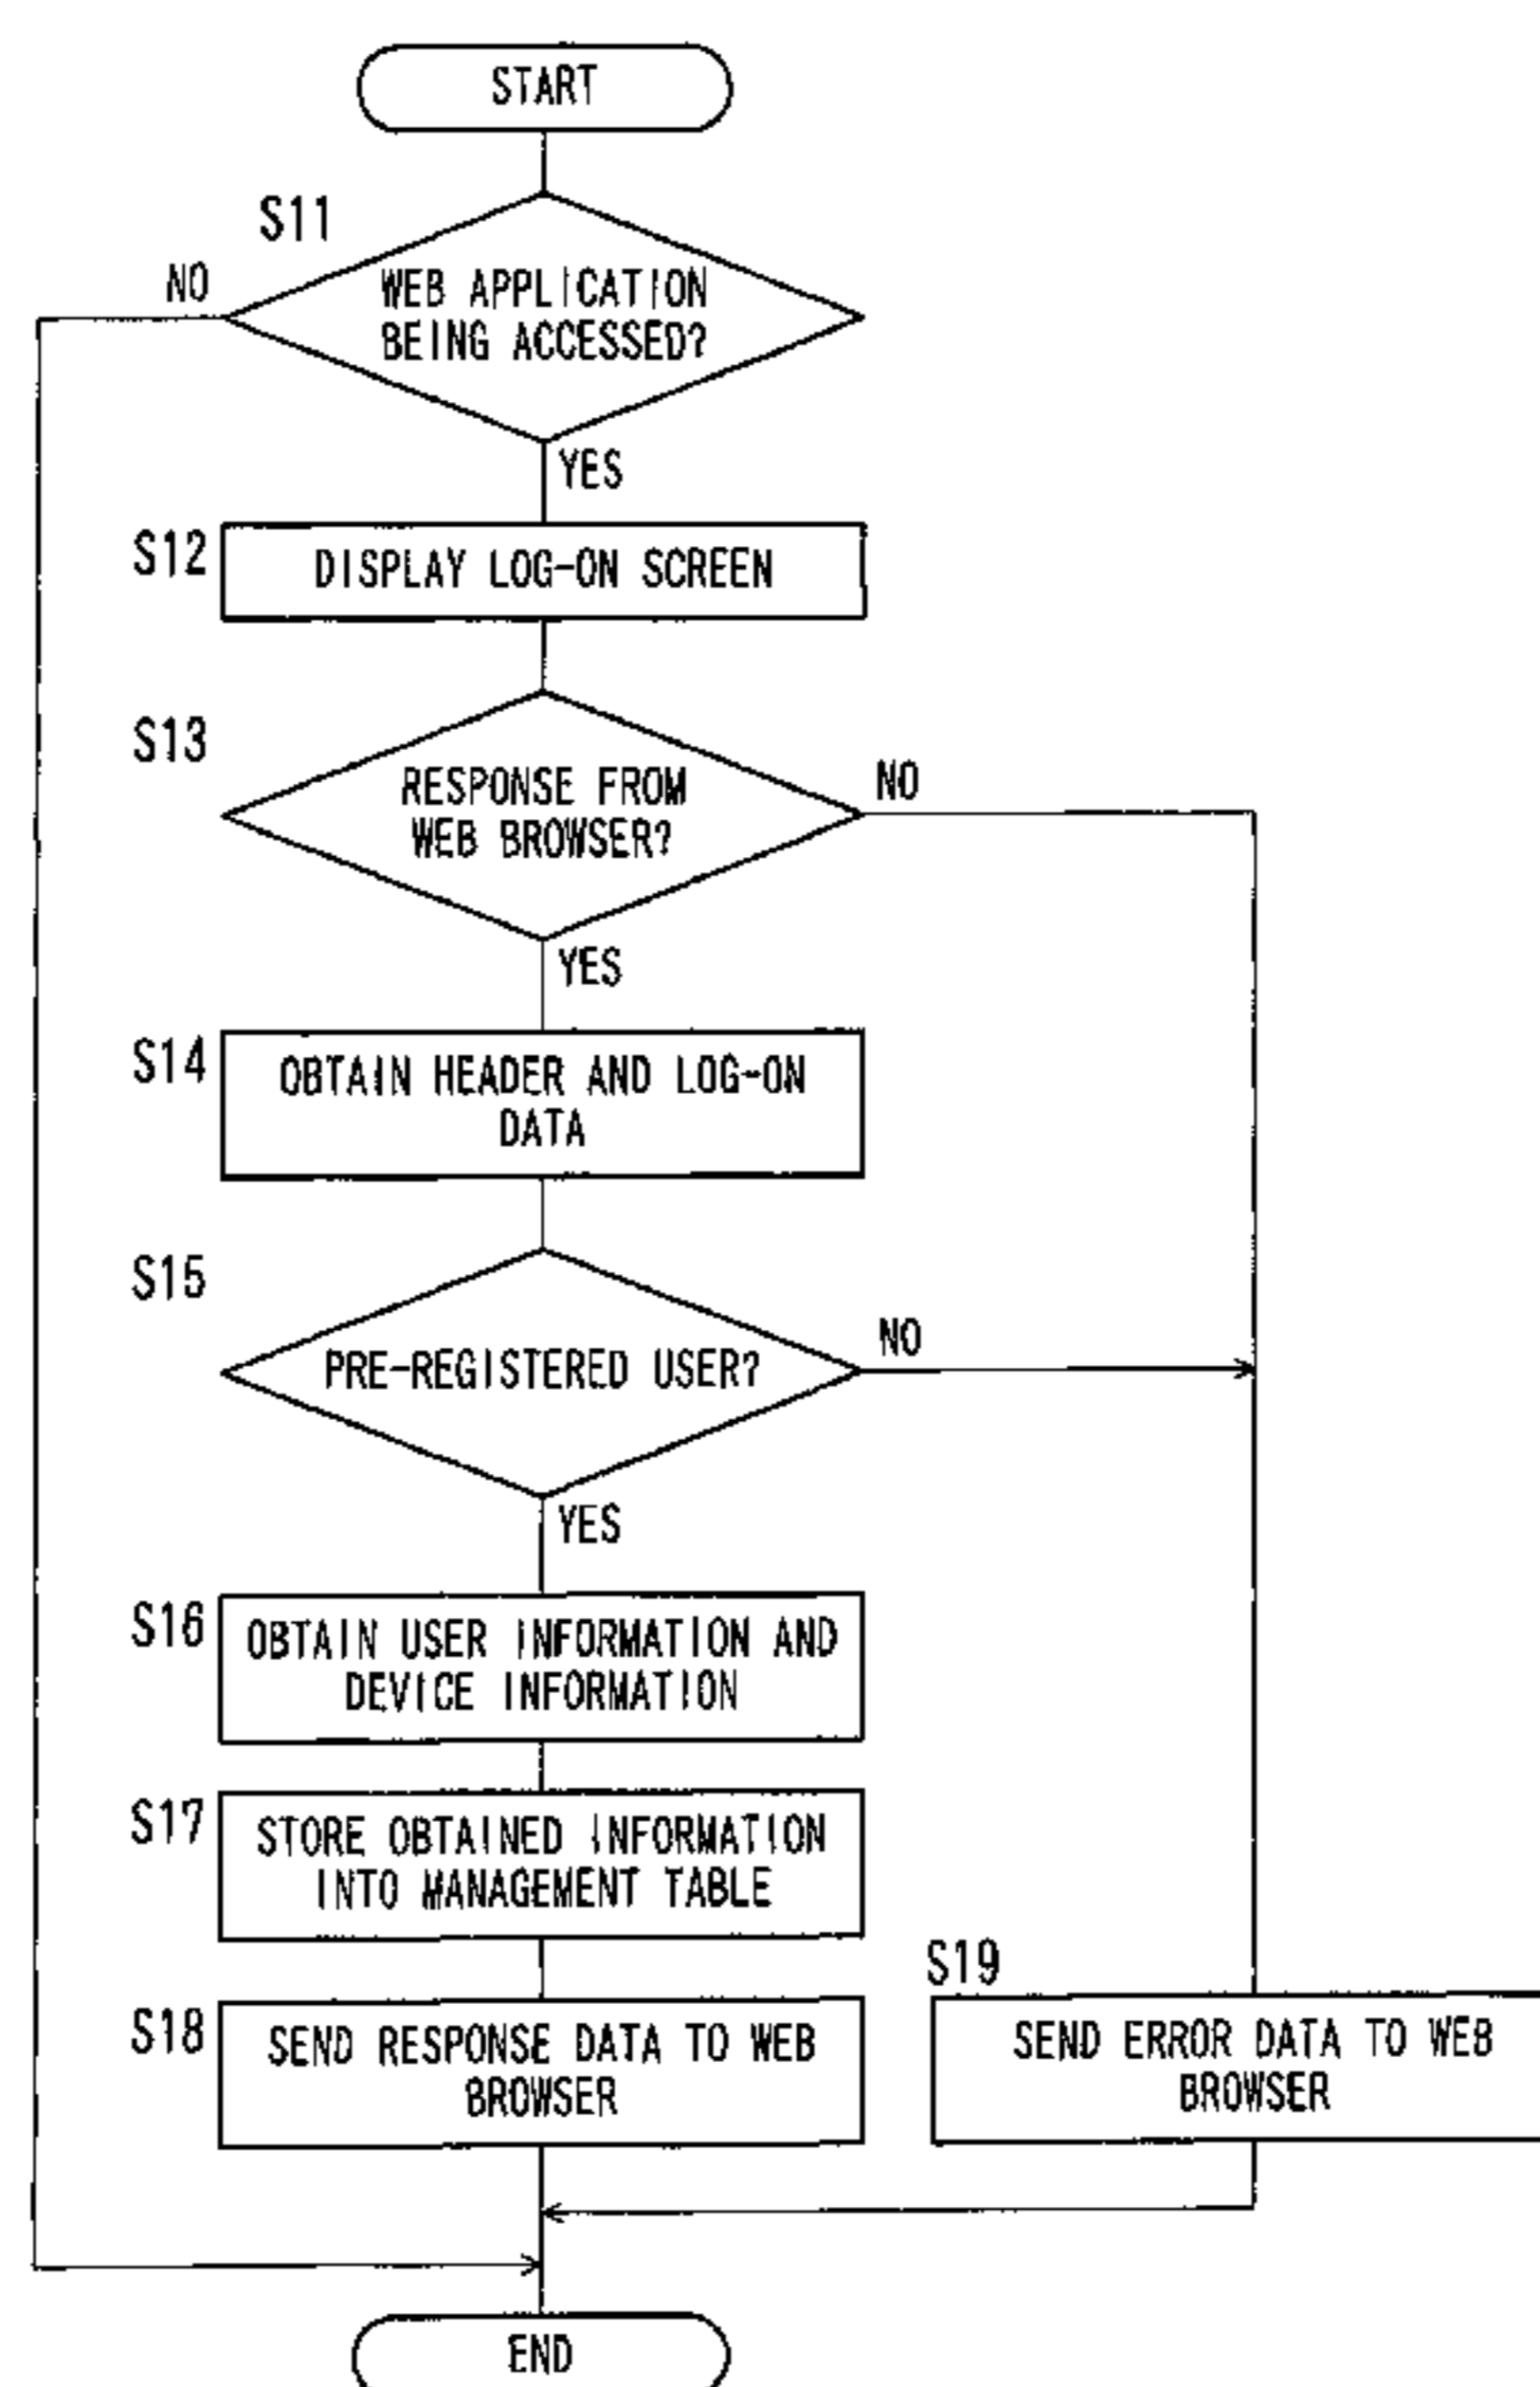 START
S11
NO
WEB APPLICATION
BEING ACCESSED?
YES
S12
DISPLAY LOG-ON SCREEN
S13
RESPONSE FROM
WEB BROWSER?
NO
YES
S14
OBTAIN HEADER AND LOG-ON
DATA
S15
PRE-REGISTERED USER?
NO
YES
S16
OBTAIN USER INFORMATION AND
DEVICE INFORMATION
S17
STORE OBTAINED INFORMATION
INTO MANAGEMENT TABLE
S18
SEND RESPONSE DATA TO WEB
BROWSER
S19
SEND ERROR DATA TO WEB
BROWSER
END